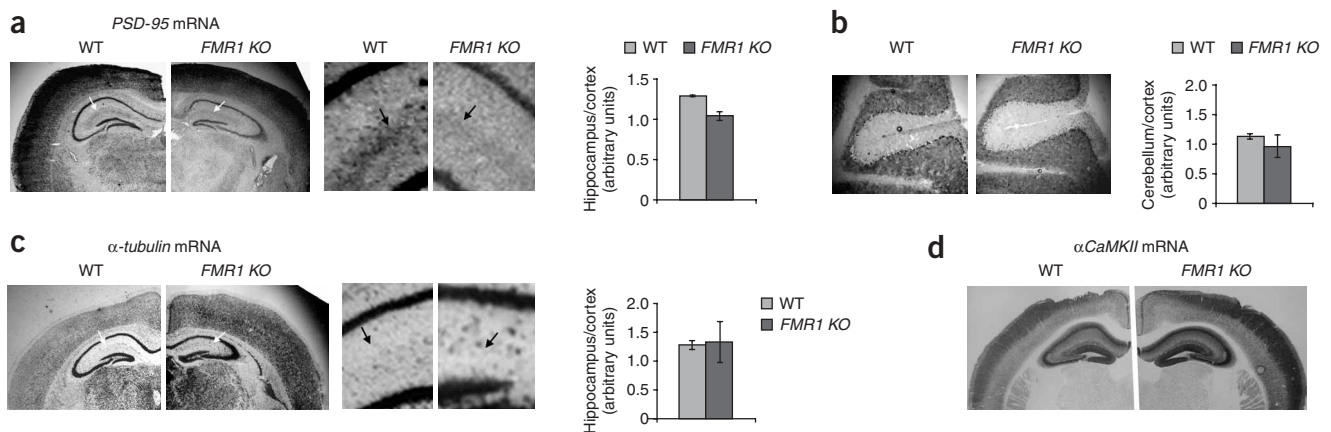 a
PSD-95 mRNA
WT FMR1 KO
WT FMR1 KO
WT FMR1 KO
Hippocampus/cortex
(arbitrary units)
1.5
1.0
1.5
0
b
WT FMR1 KO
WT FMR1 KO
Cerebellum/cortex
(arbitrary units)
2.0
1.5
1.0
0.5
0
c
α-tubulin mRNA
WT FMR1 KO
Hippocampus/cortex
(arbitrary units)
2.0
1.5
1.0
0.5
0
WT
FMR1 KO
d
αCaMKII mRNA
WT FMR1 KO